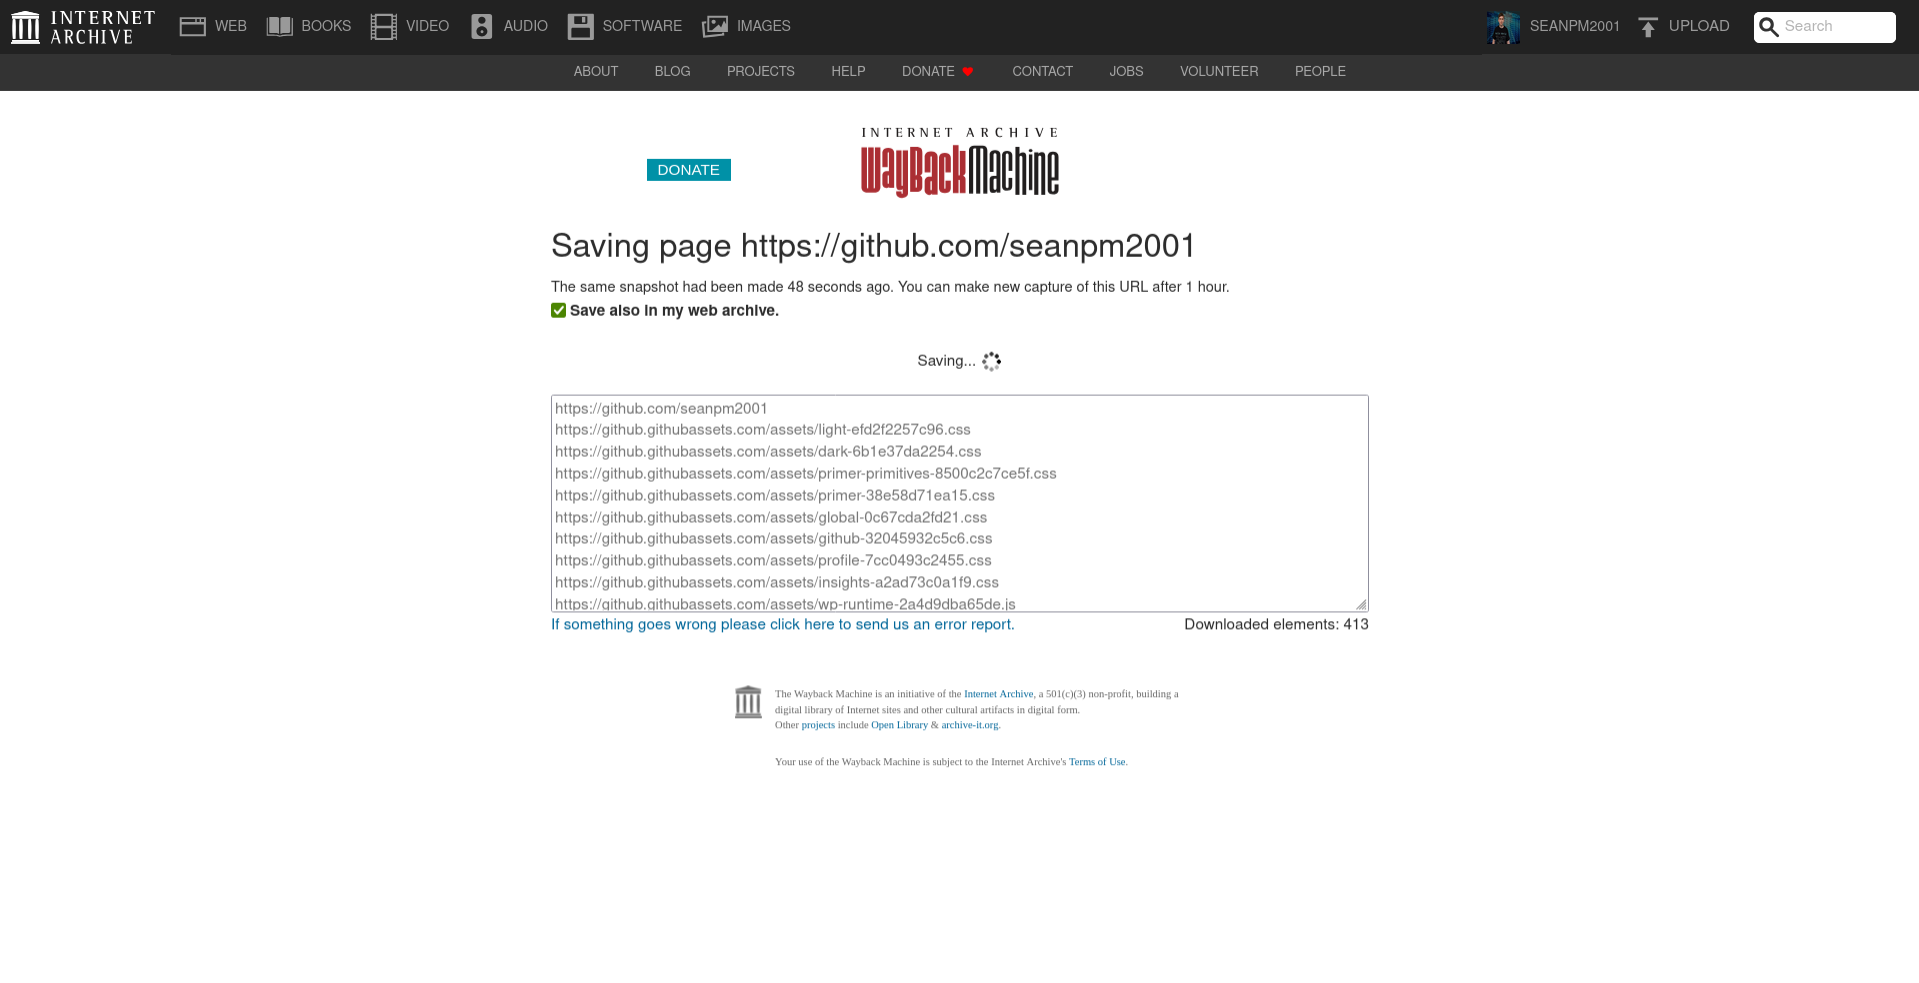 INTERNET ARCHIVE
WEB BOOKS VIDEO AUDIO SOFTWARE IMAGES SEANPM2001 UPLOAD Search
ABOUT BLOG PROJECTS HELP DONATE CONTACT JOBS VOLUNTEER PEOPLE
INTERNET ARCHIVE
WayBackMachine
DONATE
Saving page https://github.com/seanpm2001
The same snapshot had been made 48 seconds ago. You can make new capture of this URL after 1 hour.
Save also in my web archive.
Saving...
https://github.com/seanpm2001
https://github.githubassets.com/assets/light-efd2f2257c96.css
https://github.githubassets.com/assets/dark-6b1e37da2254.css
https://github.githubassets.com/assets/primer-primitives-8500c2c7ce5f.css
https://github.githubassets.com/assets/primer-38e58d71ea15.css
https://github.githubassets.com/assets/global-0c67cda2fd21.css
https://github.githubassets.com/assets/github-32045932c5c6.css
https://github.githubassets.com/assets/profile-7cc0493c2455.css
https://github.githubassets.com/assets/insights-a2ad73c0a1f9.css
https://github.githubassets.com/assets/wp-runtime-2a4d9dba65de.js
If something goes wrong please click here to send us an error report. Downloaded elements: 413
The Wayback Machine is an initiative of the Internet Archive, a 501(c)(3) non-profit, building a
digital library of Internet sites and other cultural artifacts in digital form.
Other projects include Open Library & archive-it.org.
Your use of the Wayback Machine is subject to the Internet Archive's Terms of Use.